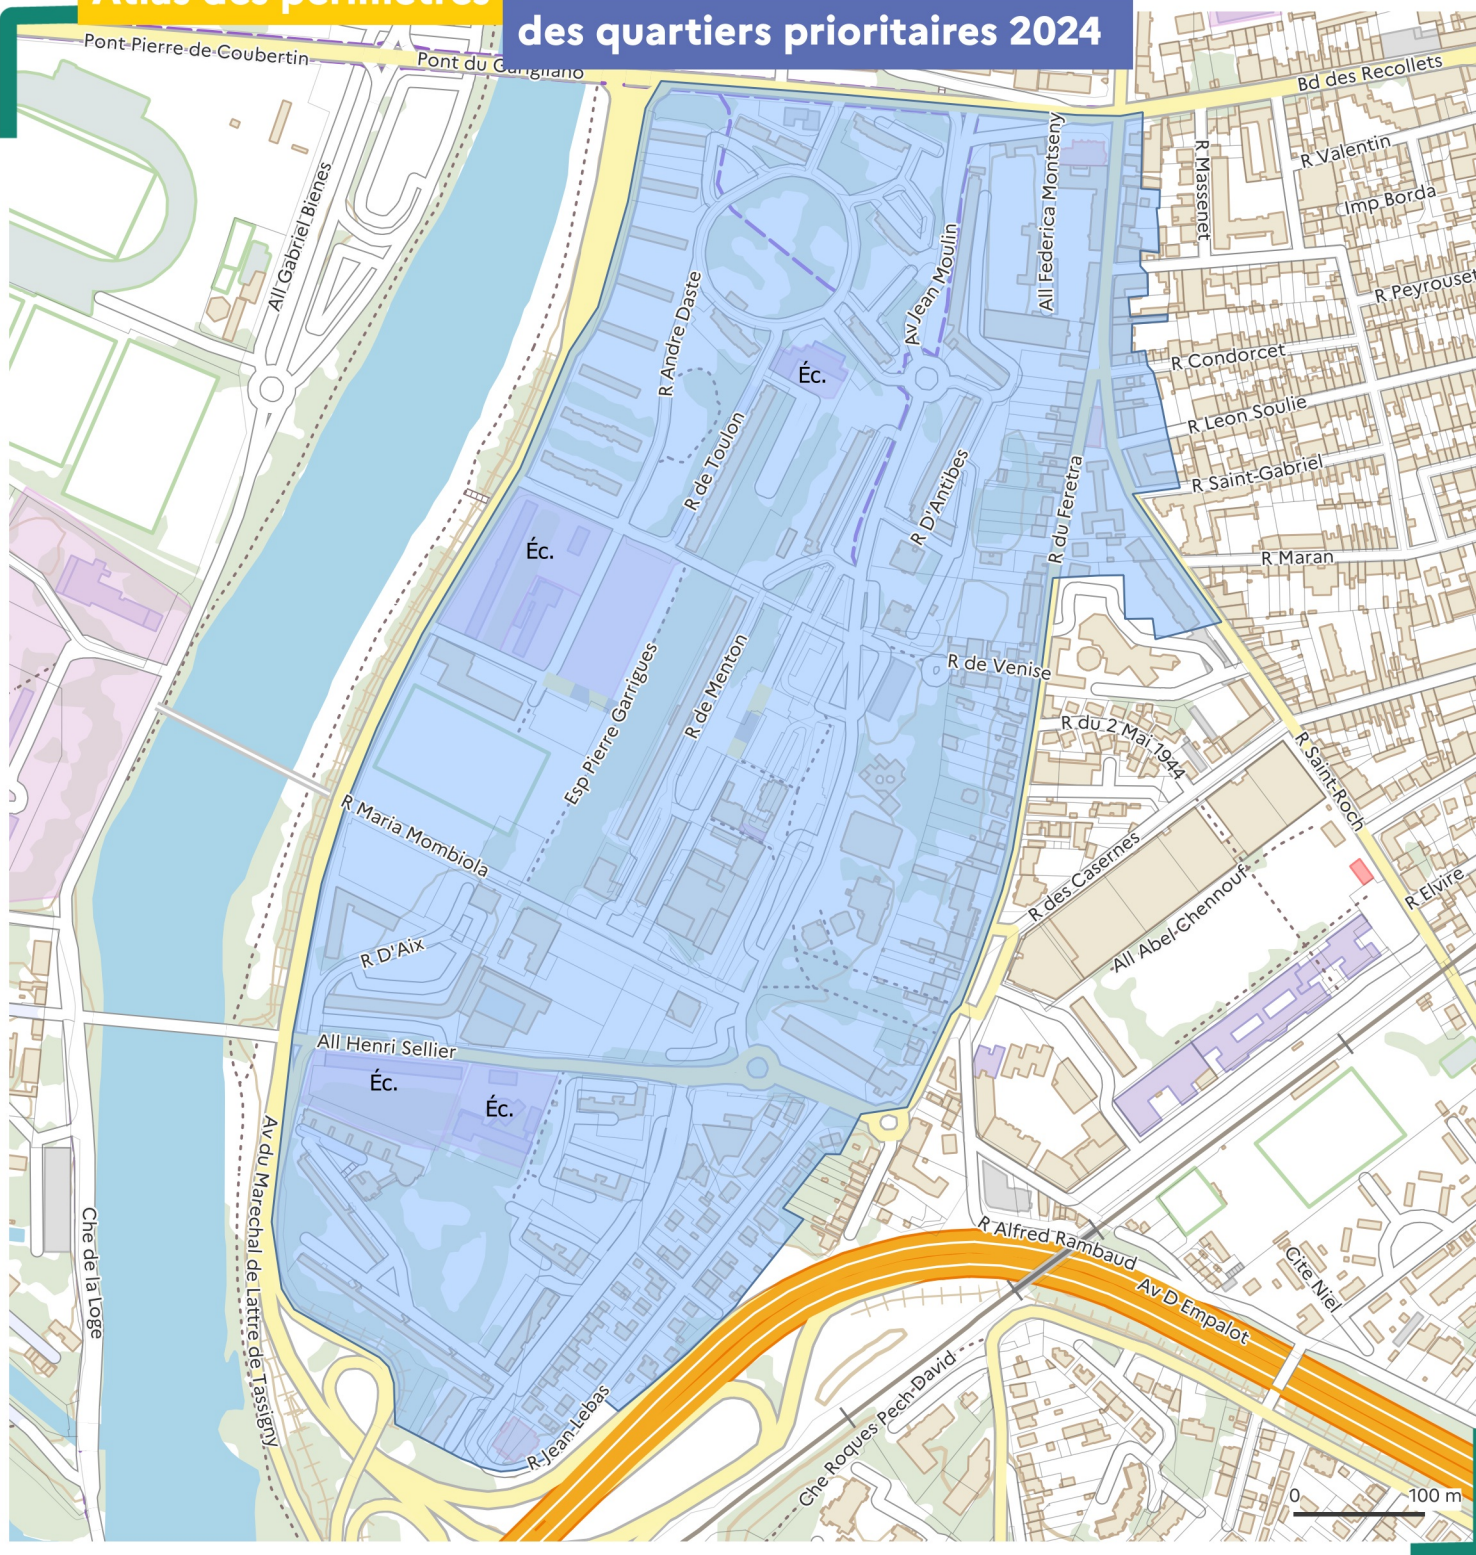 Atlas des périmètres
des quartiers prioritaires 2024
Pont Pierre de Coubertin
Pont du Garigliano
Bd des Recollets
R Valentin
R Massenet
Imp Borda
All Gabriel Bienes
All Federica Montseny
Av Jean Moulin
R Peyrouset
R Andre Daste
R Condorcet
Éc.
R Leon Soulie
R de Toulon
R D'Antibes
R Saint-Gabriel
R du Feretra
Éc.
R Maran
R de Venise
Esp Pierre Garrigues
R de Menton
R du 2 Mai 1944
R Saint-Roch
R Maria Mombiola
R des Casernes
R Elvire
All Abel Chennouf
R D'Aix
All Henri Sellier
Éc.
Éc.
Av du Marechal de Lattre de Tassigny
Che de la Loge
R Alfred Rambaud
Cite Niel
Av D Empalot
R Jean Lebas
Che Roques Pech-David
0 100 m